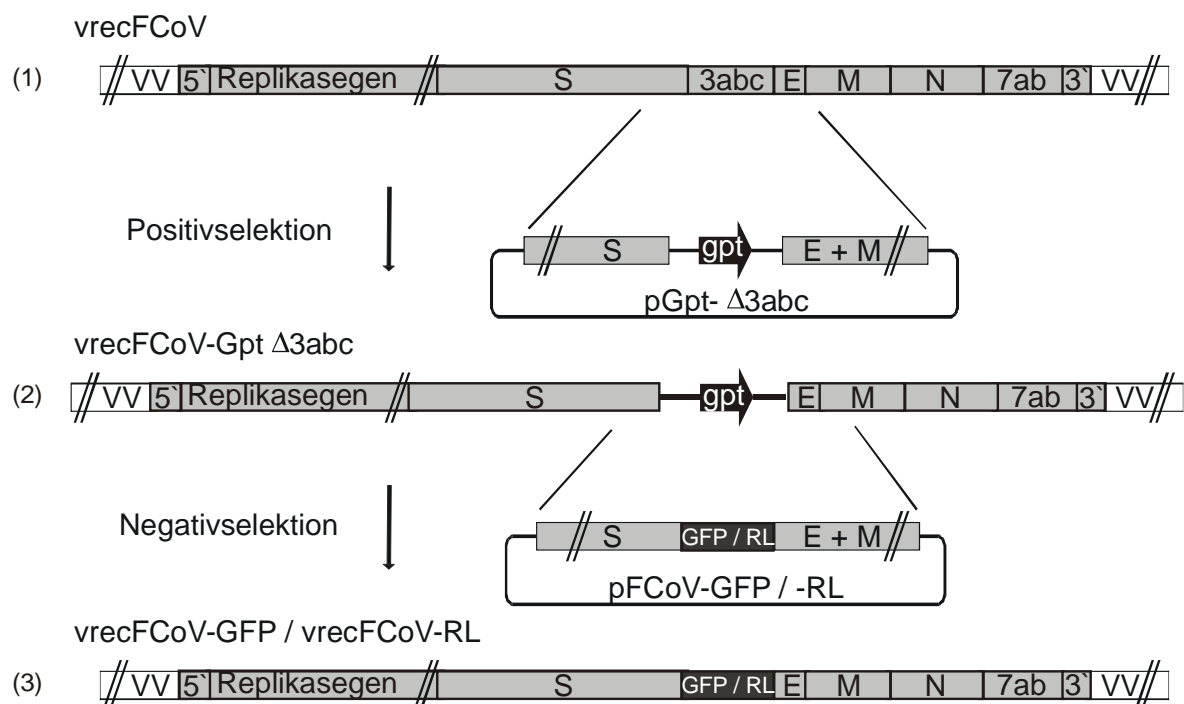 vrecFCoV
(1) VV 5` Replikasegen S 3abc E M N 7ab 3` VV
Positivselektion
S gpt E + M
pGpt- Δ3abc
vrecFCoV-Gpt Δ3abc
(2) VV 5` Replikasegen S gpt E M N 7ab 3` VV
Negativselektion
S GFP / RL E + M
pFCoV-GFP / -RL
vrecFCoV-GFP / vrecFCoV-RL
(3) VV 5` Replikasegen S GFP / RL E M N 7ab 3` VV